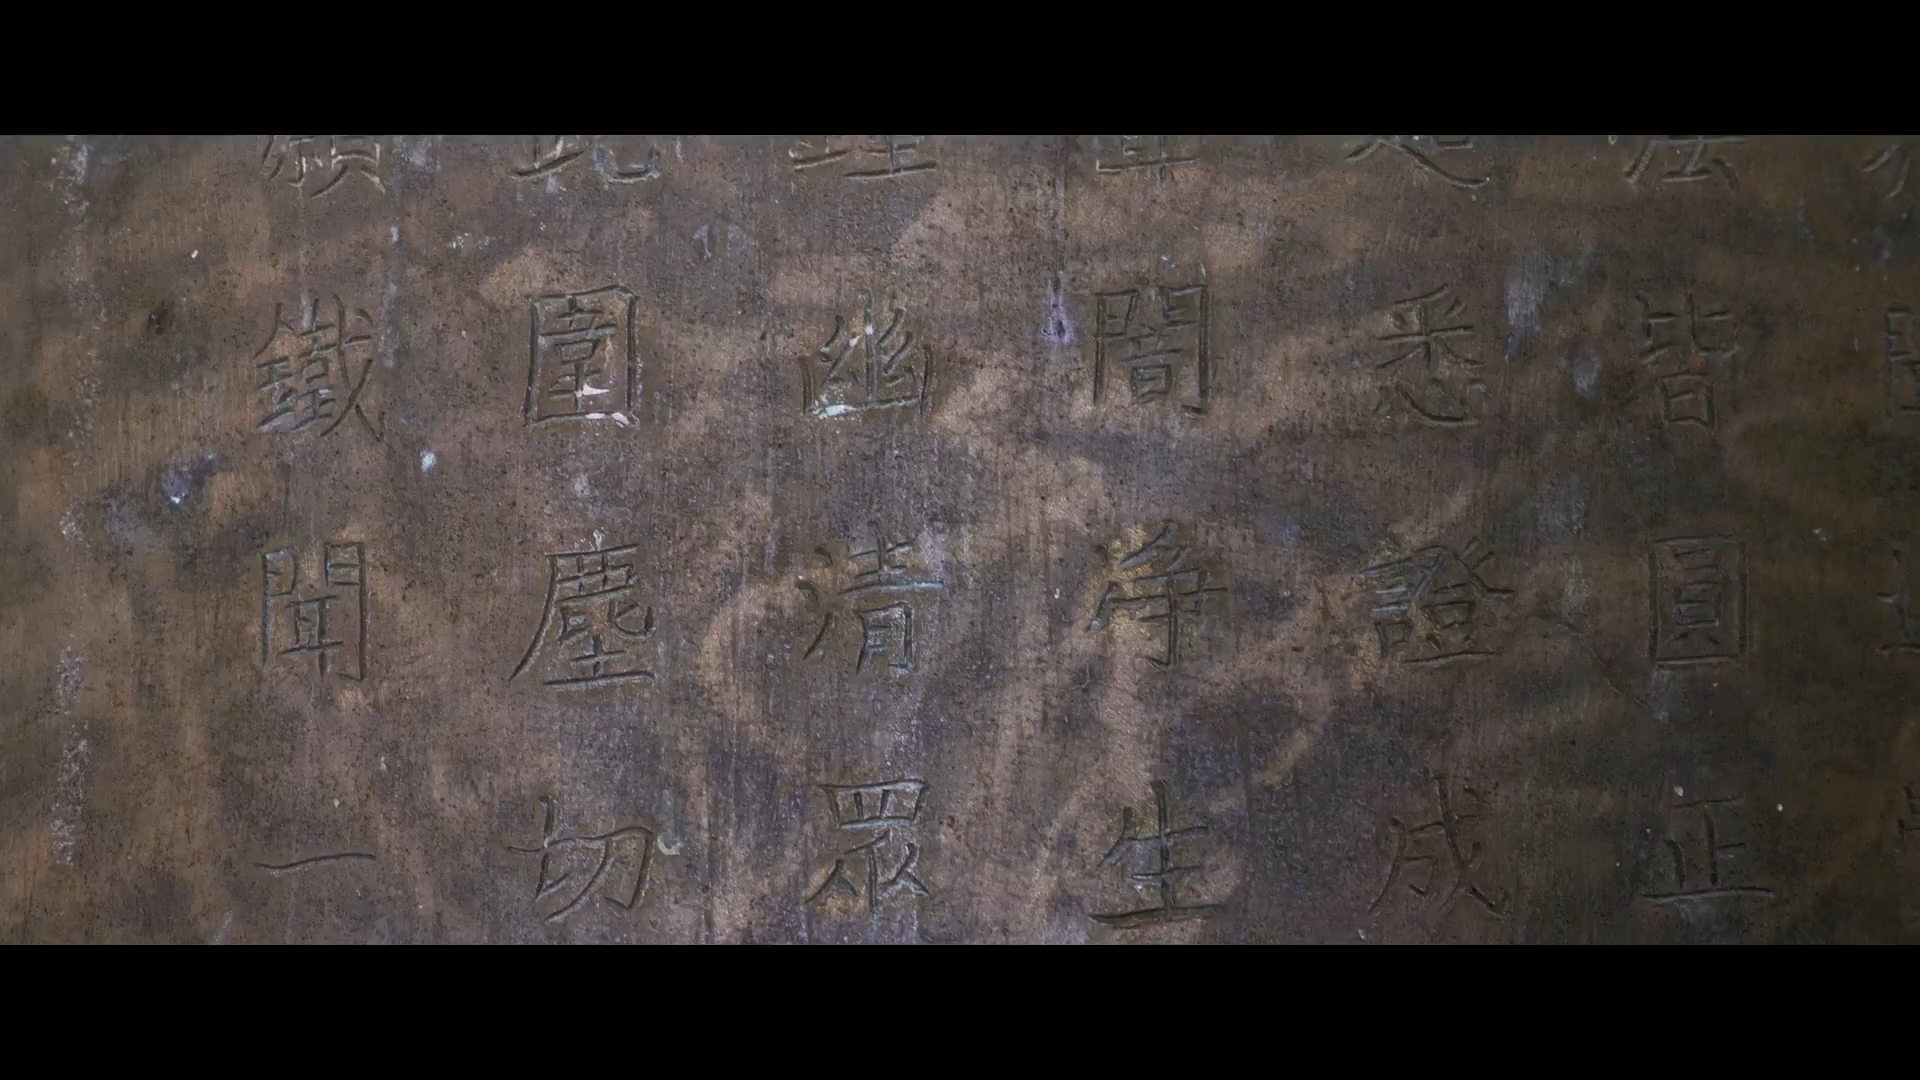 鐵圍幽闇悉皆
聞塵清淨證圓
一切眾生成正